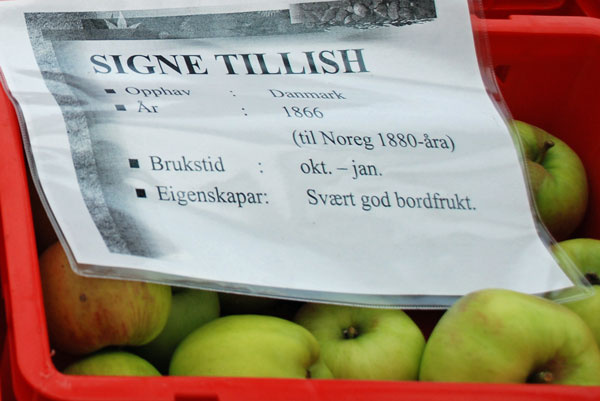 SIGNE TILLISH
▪ Opphav : Danmark
▪ År : 1866
(til Noreg 1880-åra)
▪ Brukstid : okt. – jan.
▪ Eigenskapar: Svært god bordfrukt.